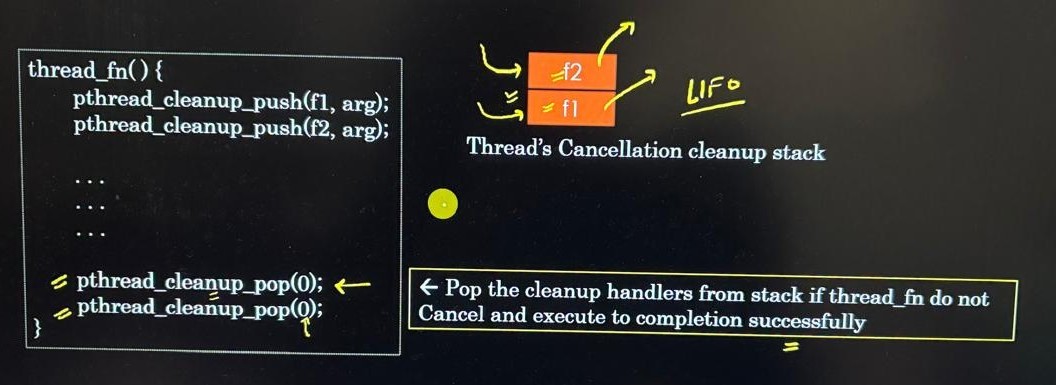 thread_fn() {
pthread_cleanup_push(f1, arg);
pthread_cleanup_push(f2, arg);
...
...
...
pthread_cleanup_pop(0);
pthread_cleanup_pop(0);
}
f2
f1
LIFO
Thread's Cancellation cleanup stack
← Pop the cleanup handlers from stack if thread_fn do not
Cancel and execute to completion successfully